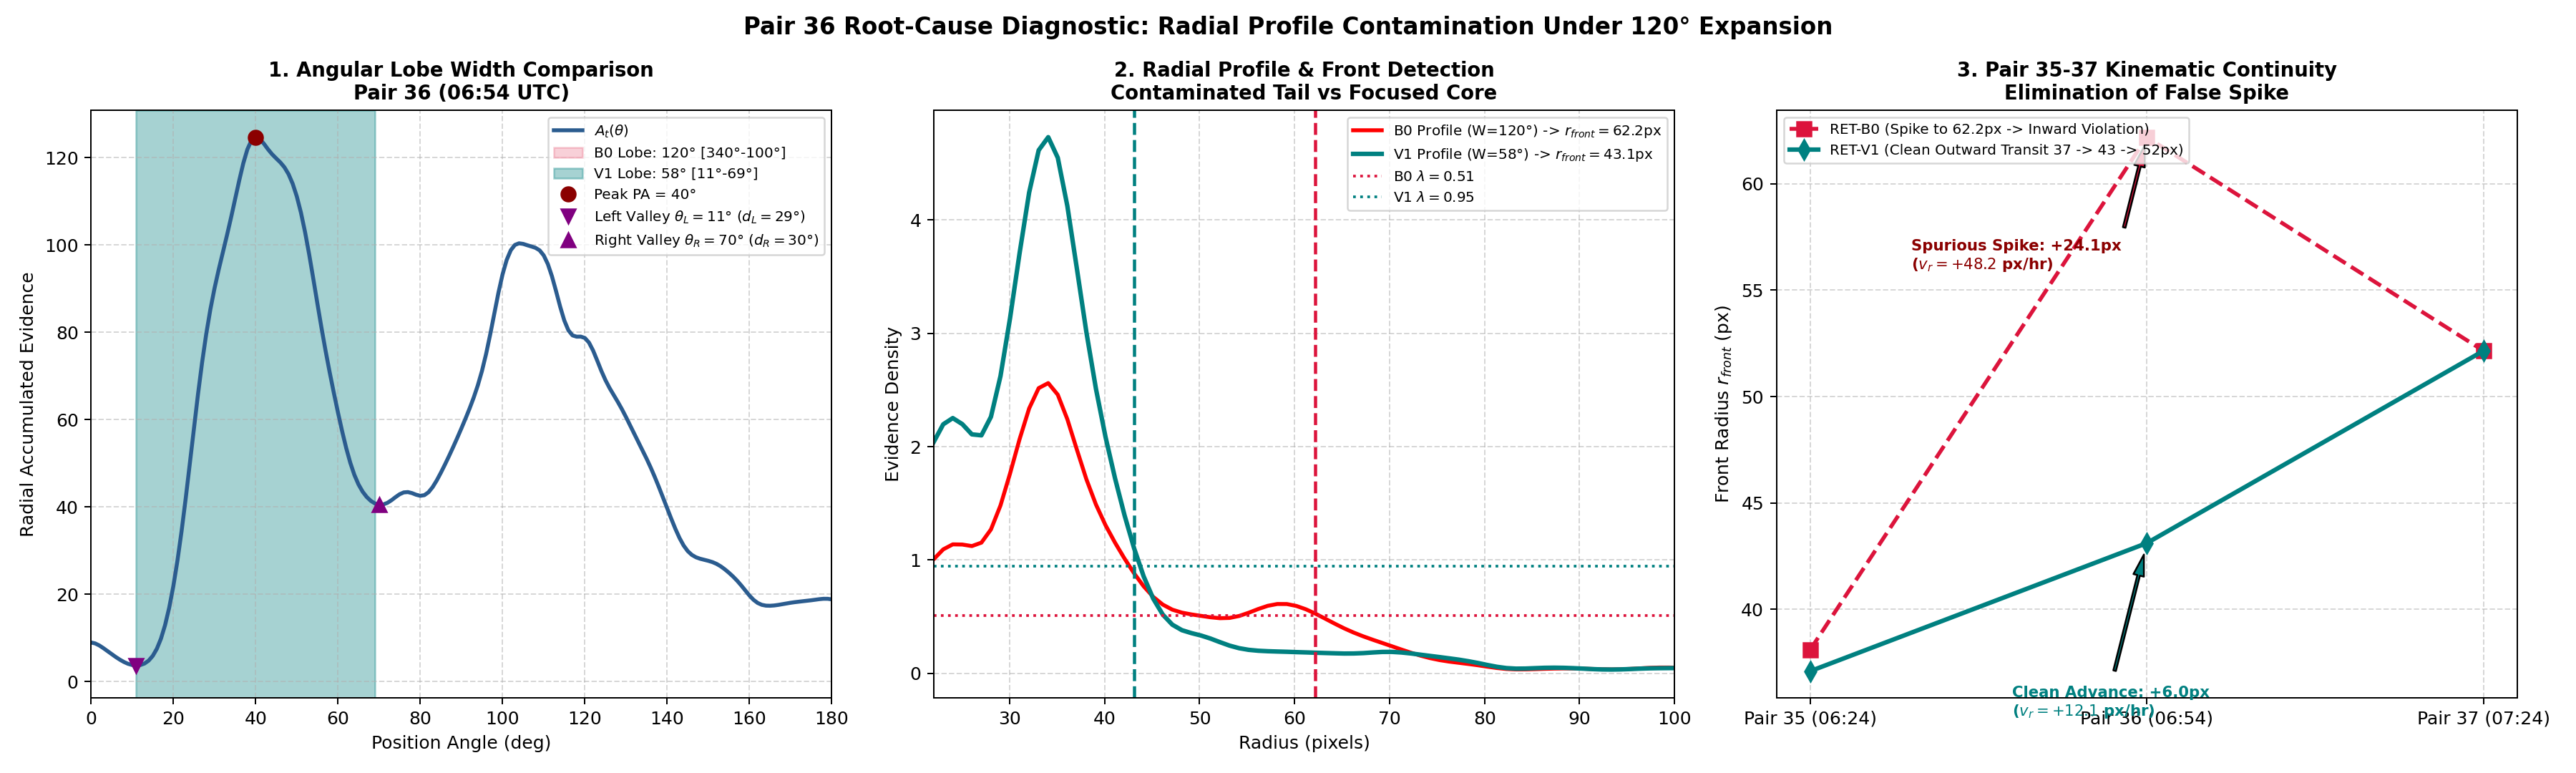 Pair 36 Root-Cause Diagnostic: Radial Profile Contamination Under 120° Expansion
1. Angular Lobe Width Comparison
Pair 36 (06:54 UTC)
Radial Accumulated Evidence
120
100
80
60
40
20
0
0 20 40 60 80 100 120 140 160 180
Position Angle (deg)
A_t(θ)
B0 Lobe: 120° [340°-100°]
V1 Lobe: 58° [11°-69°]
Peak PA = 40°
Left Valley θ_L = 11° (d_L = 29°)
Right Valley θ_R = 70° (d_R = 30°)
2. Radial Profile & Front Detection
Contaminated Tail vs Focused Core
Evidence Density
4
3
2
1
0
30 40 50 60 70 80 90 100
Radius (pixels)
B0 Profile (W=120°) -> r_front = 62.2px
V1 Profile (W=58°) -> r_front = 43.1px
B0 λ = 0.51
V1 λ = 0.95
3. Pair 35-37 Kinematic Continuity
Elimination of False Spike
Front Radius r_front (px)
60
55
50
45
40
RET-B0 (Spike to 62.2px -> Inward Violation)
RET-V1 (Clean Outward Transit 37 -> 43 -> 52px)
Spurious Spike: +24.1px
(v_r = +48.2 px/hr)
Clean Advance: +6.0px
(v_r = +12.1 px/hr)
Pair 35 (06:24) Pair 36 (06:54) Pair 37 (07:24)